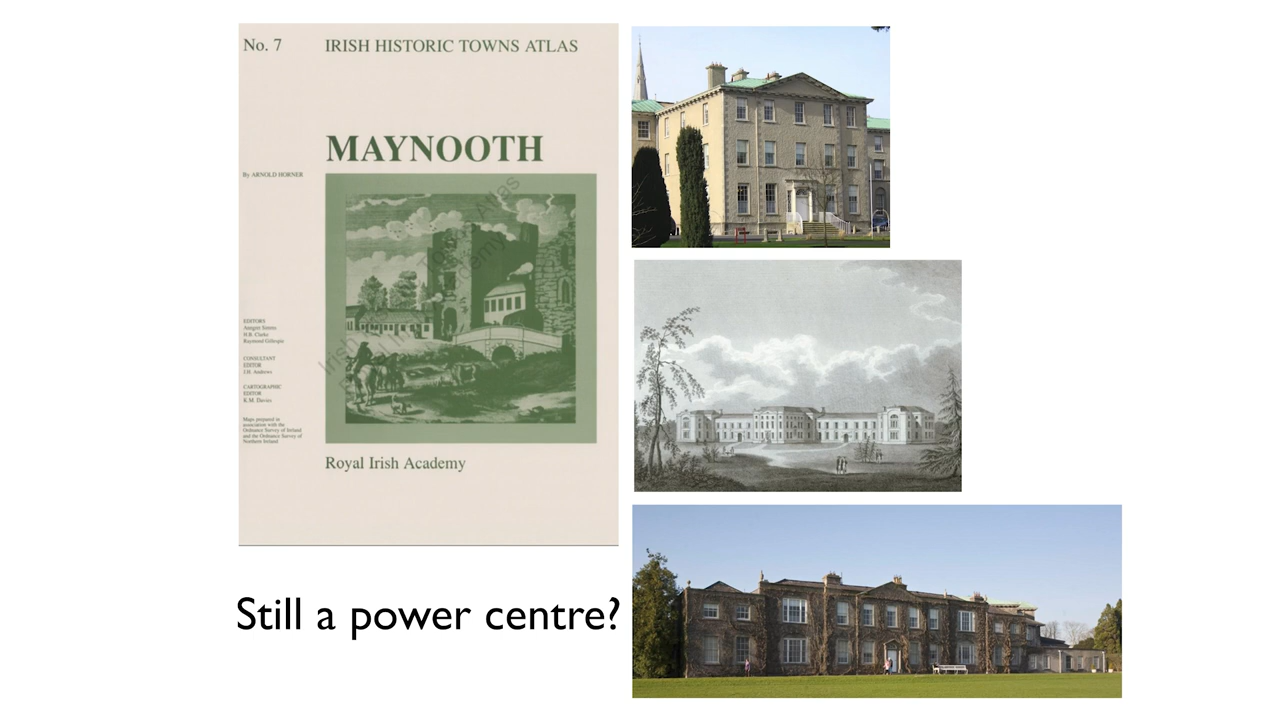 No. 7
IRISH HISTORIC TOWNS ATLAS
MAYNOOTH
By ARNOLD HORNER
EDITORS
Anngret Simms
H.B. Clarke
Raymond Gillespie
CONSULTANT
EDITOR
J.H. Andrews
CARTOGRAPHIC
EDITOR
K.M. Davies
Maps prepared in
association with the
Ordnance Survey of Ireland
and the Ordnance Survey of
Northern Ireland
Royal Irish Academy
Still a power centre?